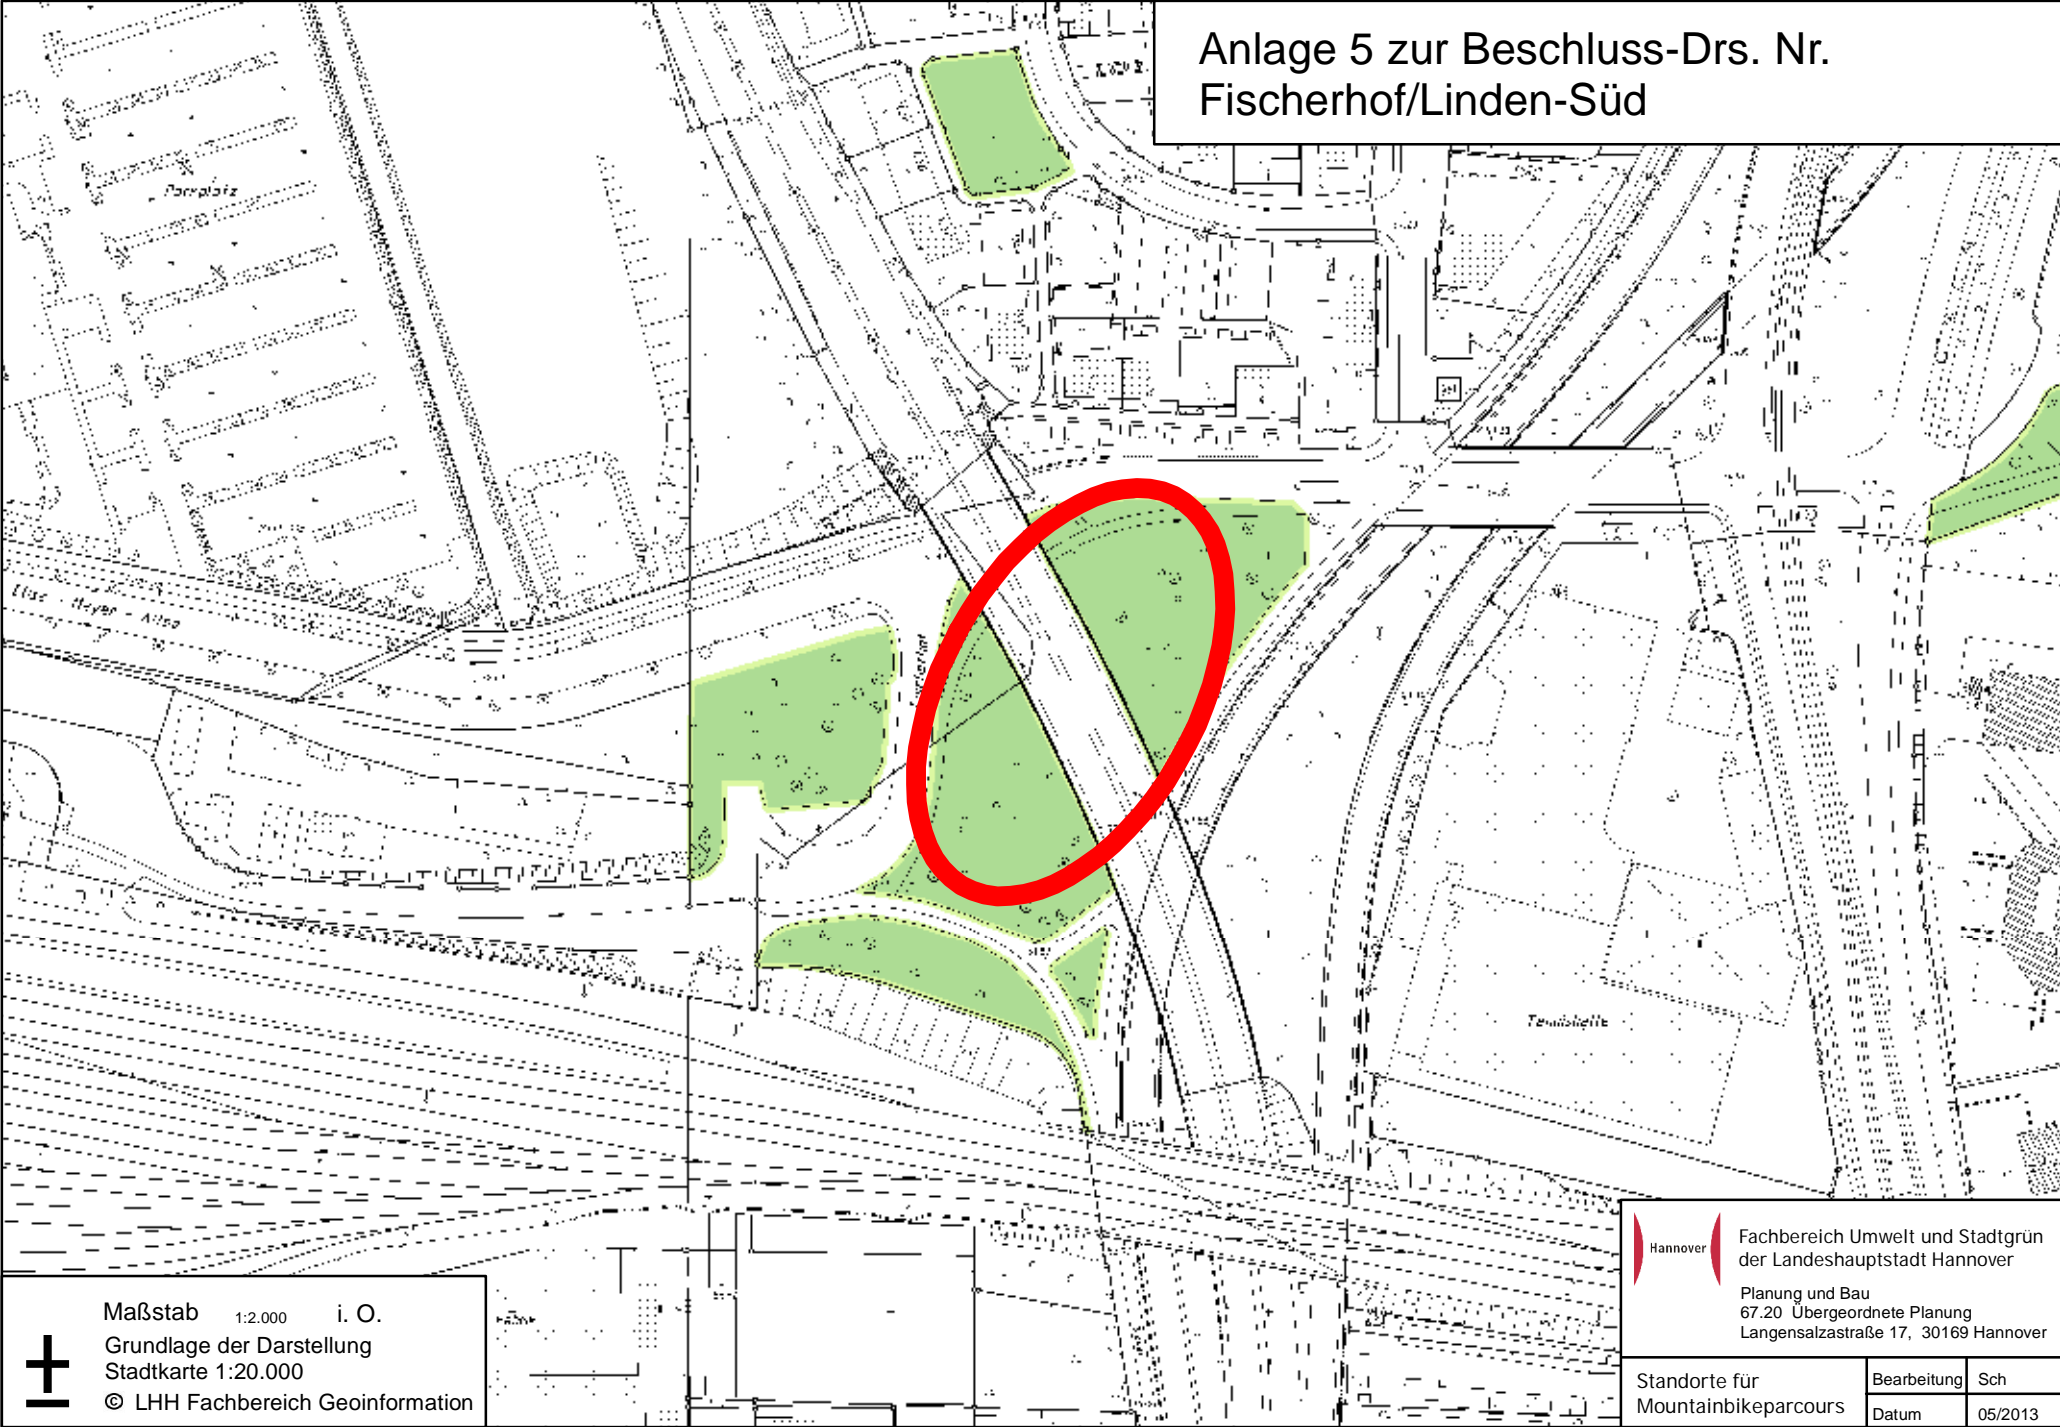 Anlage 5 zur Beschluss-Drs. Nr.
Fischerhof/Linden-Süd
Parkplatz
Maßstab 1:2.000 i. O.
Grundlage der Darstellung
Stadtkarte 1:20.000
© LHH Fachbereich Geoinformation
Hannover
Fachbereich Umwelt und Stadtgrün
der Landeshauptstadt Hannover
Planung und Bau
67.20 Übergeordnete Planung
Langensalzastraße 17, 30169 Hannover
Standorte für
Mountainbikeparcours
Bearbeitung Sch
Datum 05/2013